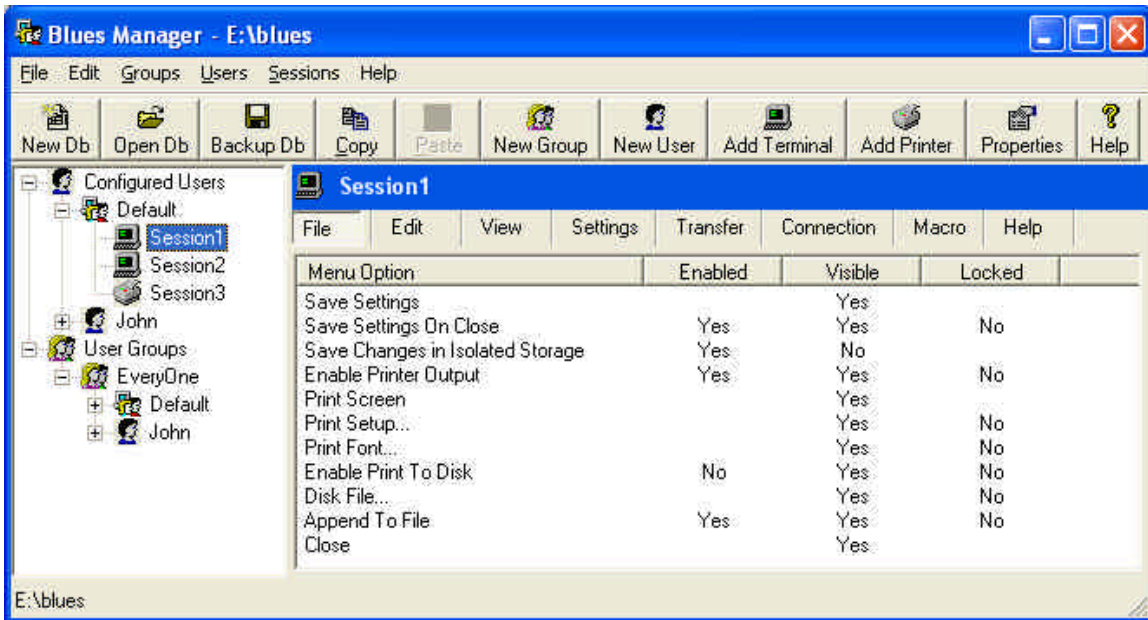 Blues Manager - E:\blues
File Edit Groups Users Sessions Help
New Db Open Db Backup Db Copy Paste New Group New User Add Terminal Add Printer Properties Help
Configured Users
Default
Session1
Session2
Session3
John
User Groups
EveryOne
Default
John
Session1
File Edit View Settings Transfer Connection Macro Help
Menu Option Enabled Visible Locked
Save Settings Yes
Save Settings On Close Yes Yes No
Save Changes in Isolated Storage Yes No
Enable Printer Output Yes Yes No
Print Screen Yes
Print Setup... Yes No
Print Font... Yes No
Enable Print To Disk No Yes No
Disk File... Yes No
Append To File Yes Yes No
Close Yes
E:\blues